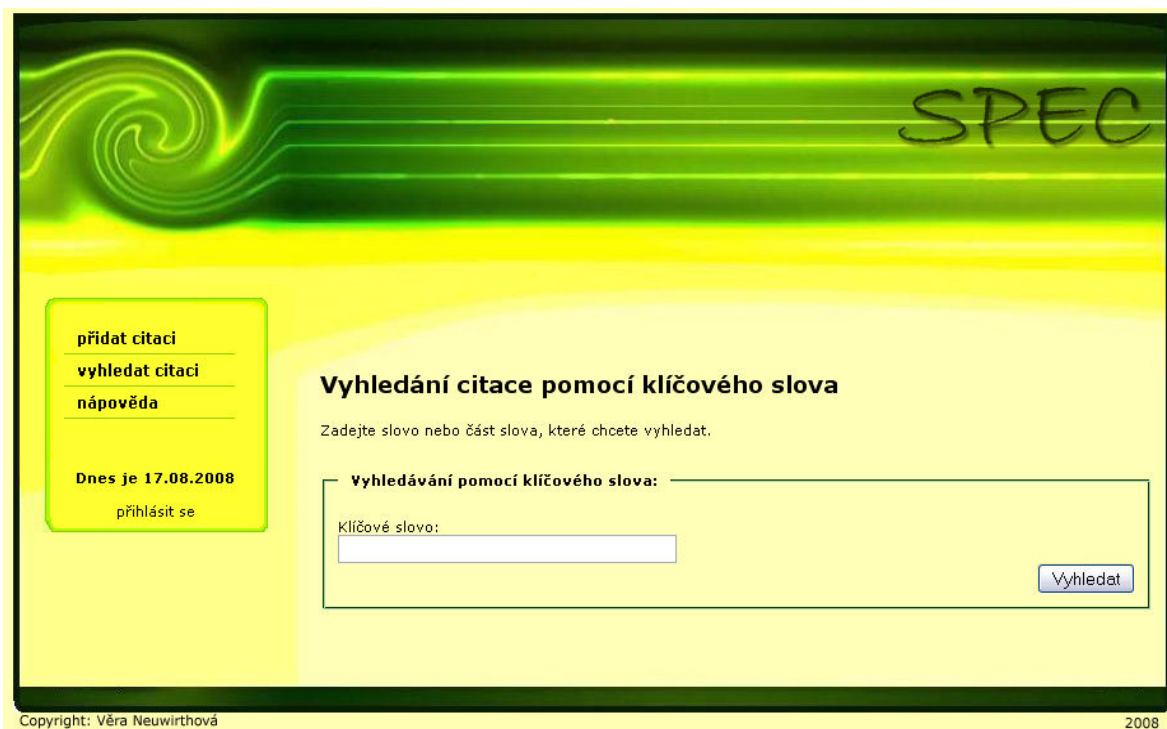 SPEC
přidat citaci
vyhledat citaci
nápověda
Dnes je 17.08.2008
přihlásit se
Vyhledání citace pomocí klíčového slova
Zadejte slovo nebo část slova, které chcete vyhledat.
Vyhledávání pomocí klíčového slova:
Klíčové slovo:
Vyhledat
Copyright: Věra Neuwirthová
2008